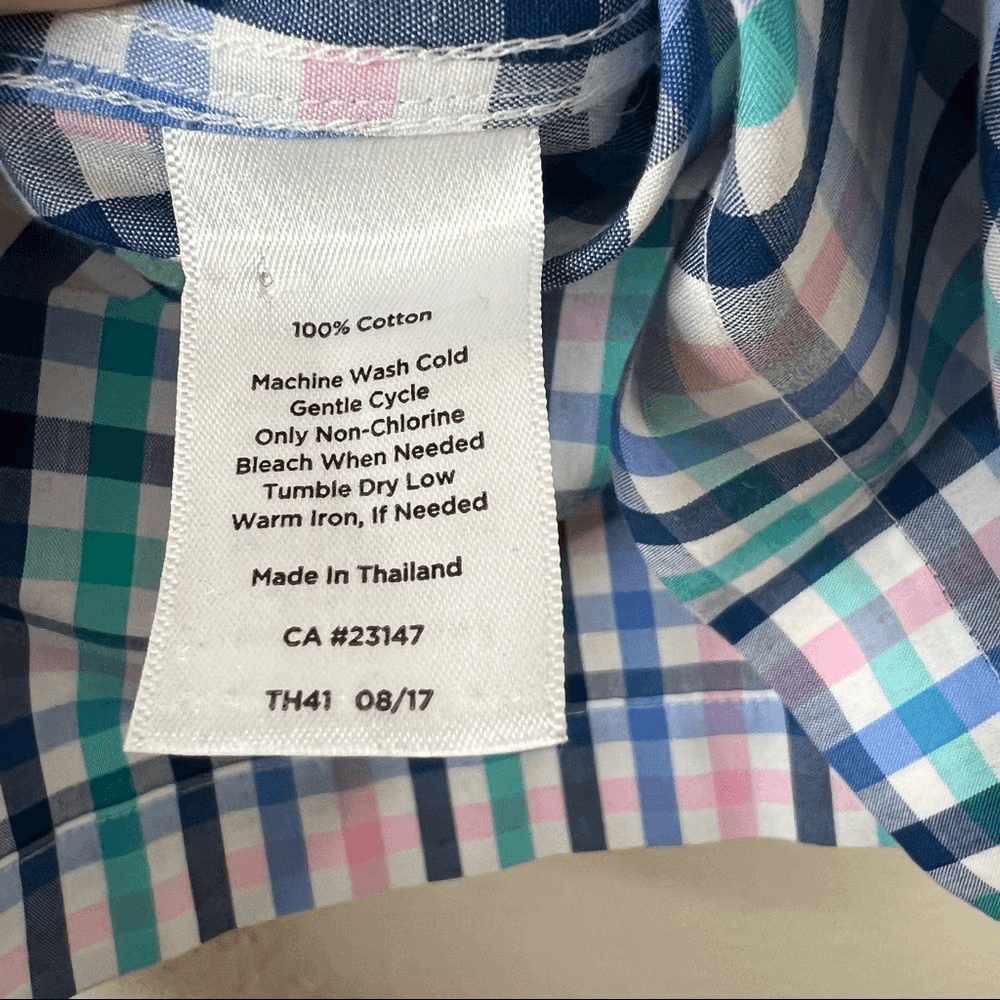 100% Cotton
Machine Wash Cold
Gentle Cycle
Only Non-Chlorine
Bleach When Needed
Tumble Dry Low
Warm Iron, If Needed
Made In Thailand
CA #23147
TH41 08/17